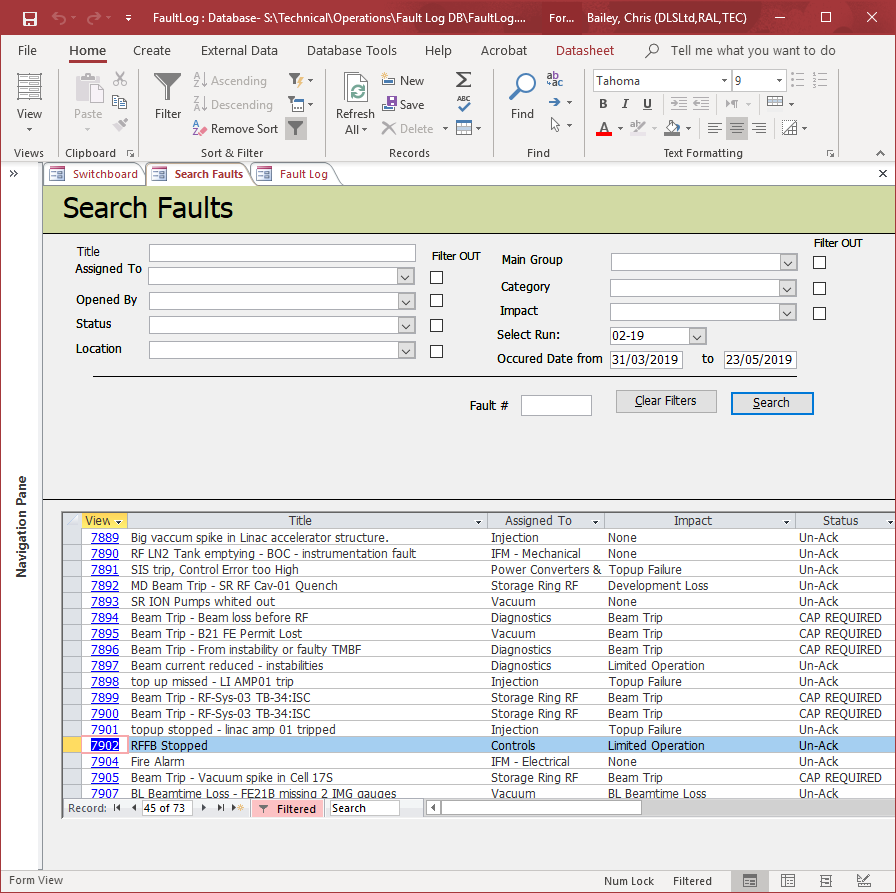 FaultLog : Database- S:\Technical\Operations\Fault Log DB\FaultLog.... For... Bailey, Chris (DLSLtd,RAL,TEC)
File Home Create External Data Database Tools Help Acrobat Datasheet Tell me what you want to do
View
Views
Paste
Clipboard
Filter
Ascending
Descending
Remove Sort
Sort & Filter
Refresh All
New
Save
Delete
Σ
ABC
Records
Find
ab
ac
Find
Tahoma 9
B I U
A ab
Text Formatting
Switchboard Search Faults Fault Log
Search Faults
Title
Assigned To
Opened By
Status
Location
Filter OUT
Main Group
Category
Impact
Select Run: 02-19
Occured Date from 31/03/2019 to 23/05/2019
Filter OUT
Fault # Clear Filters Search
Navigation Pane
View Title Assigned To Impact Status
7889 Big vaccum spike in Linac accelerator structure. Injection None Un-Ack
7890 RF LN2 Tank emptying - BOC - instrumentation fault IFM - Mechanical None Un-Ack
7891 SIS trip, Control Error too High Power Converters & Topup Failure Un-Ack
7892 MD Beam Trip - SR RF Cav-01 Quench Storage Ring RF Development Loss Un-Ack
7893 SR ION Pumps whited out Vacuum None Un-Ack
7894 Beam Trip - Beam loss before RF Diagnostics Beam Trip CAP REQUIRED
7895 Beam Trip - B21 FE Permit Lost Vacuum Beam Trip CAP REQUIRED
7896 Beam Trip - From instability or faulty TMBF Diagnostics Beam Trip CAP REQUIRED
7897 Beam current reduced - instabilities Diagnostics Limited Operation Un-Ack
7898 top up missed - LI AMP01 trip Injection Topup Failure Un-Ack
7899 Beam Trip - RF-Sys-03 TB-34:ISC Storage Ring RF Beam Trip CAP REQUIRED
7900 Beam Trip - RF-Sys-03 TB-34:ISC Storage Ring RF Beam Trip CAP REQUIRED
7901 topup stopped - linac amp 01 tripped Injection Topup Failure Un-Ack
7902 RFFB Stopped Controls Limited Operation Un-Ack
7904 Fire Alarm IFM - Electrical None Un-Ack
7905 Beam Trip - Vacuum spike in Cell 17S Storage Ring RF Beam Trip CAP REQUIRED
7907 BL Beamtime Loss - FE21B missing 2 IMG gauges Vacuum BL Beamtime Loss Un-Ack
Record: 45 of 73 Filtered Search
Form View Num Lock Filtered